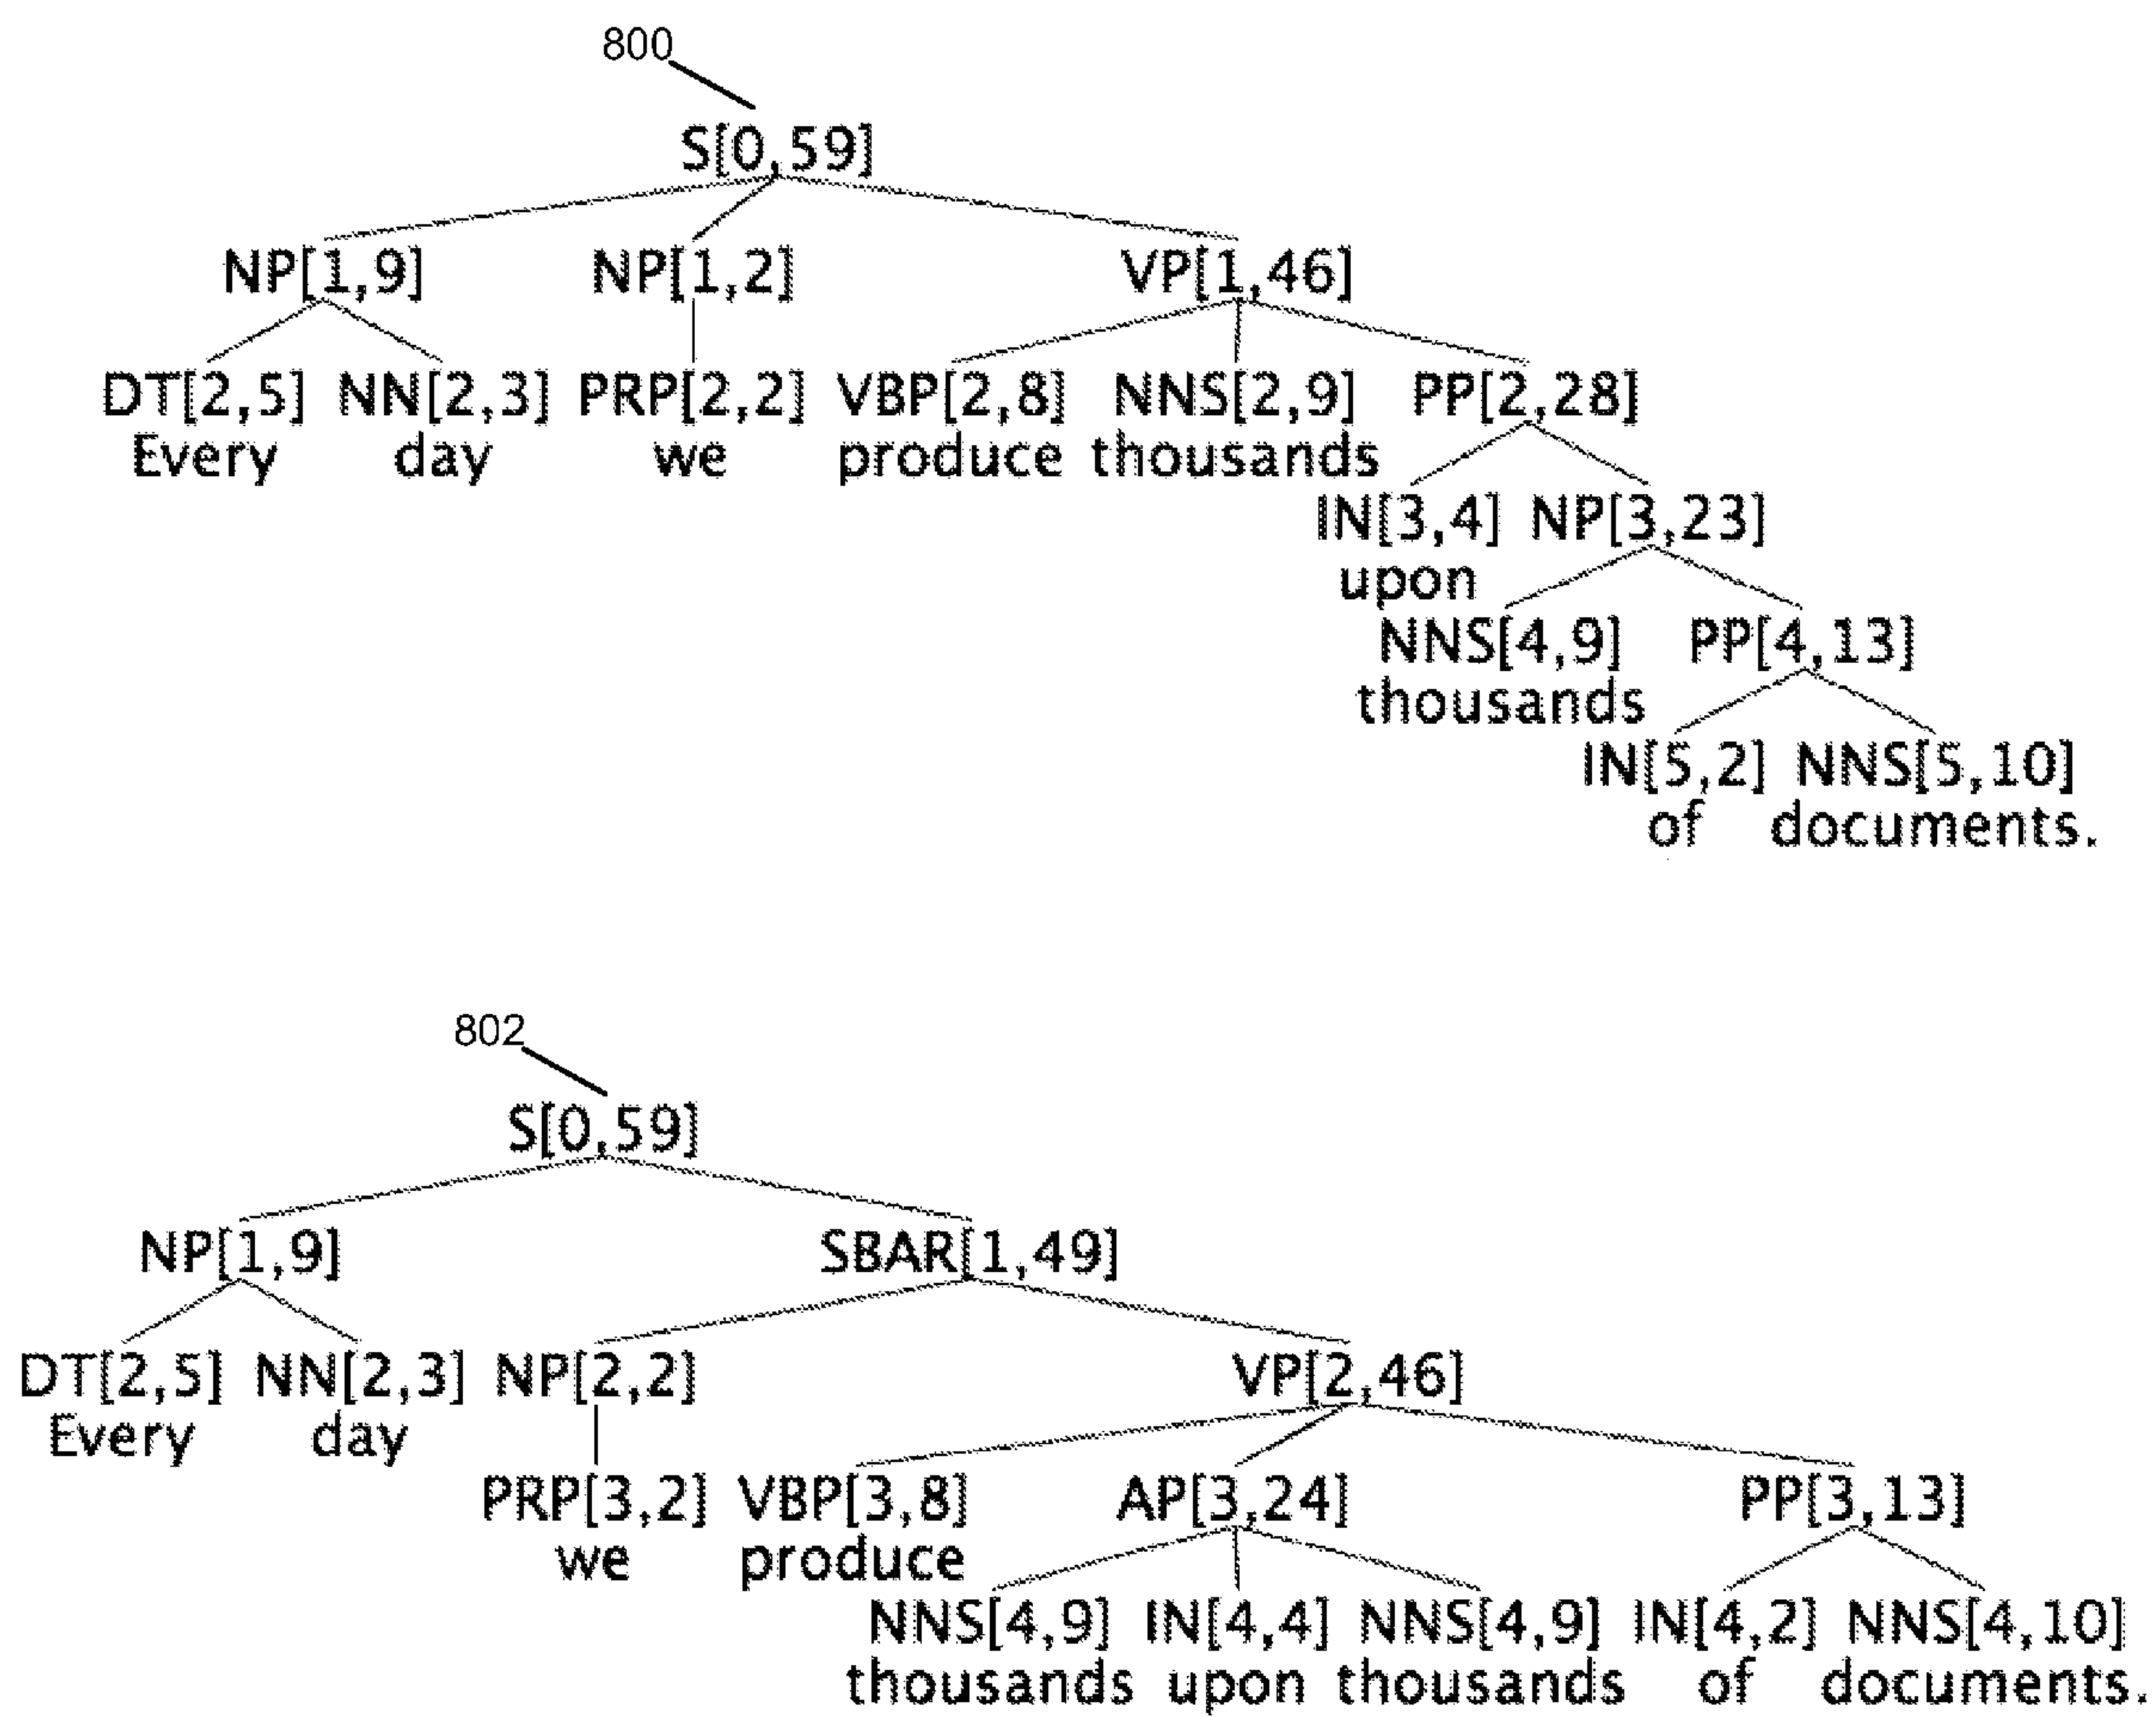 800
S[0,59]
NP[1,9] NP[1,2] VP[1,46]
DT[2,5] NN[2,3] PRP[2,2] VBP[2,8] NNS[2,9] PP[2,28]
Every day we produce thousands
IN[3,4] NP[3,23]
upon
NNS[4,9] PP[4,13]
thousands
IN[5,2] NNS[5,10]
of documents.
802
S[0,59]
NP[1,9] SBAR[1,49]
DT[2,5] NN[2,3] NP[2,2] VP[2,46]
Every day
PRP[3,2] VBP[3,8] AP[3,24] PP[3,13]
we produce
NNS[4,9] IN[4,4] NNS[4,9] IN[4,2] NNS[4,10]
thousands upon thousands of documents.